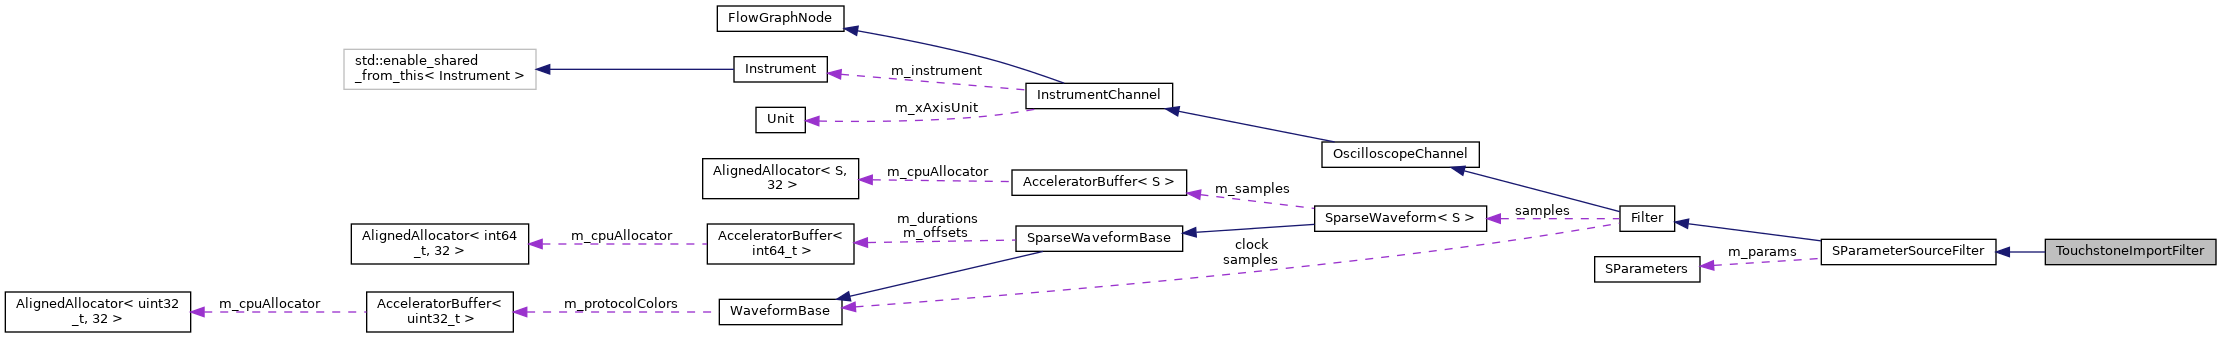 FlowGraphNode
std::enable_shared
_from_this< Instrument >
Instrument
m_instrument
InstrumentChannel
m_xAxisUnit
Unit
OscilloscopeChannel
AlignedAllocator< S,
32 >
m_cpuAllocator
AcceleratorBuffer< S >
m_samples
SparseWaveform< S >
samples
Filter
m_durations
m_offsets
AlignedAllocator< int64
_t, 32 >
m_cpuAllocator
AcceleratorBuffer<
int64_t >
SparseWaveformBase
clock
samples
SParameterSourceFilter
TouchstoneImportFilter
m_params
SParameters
AlignedAllocator< uint32
_t, 32 >
m_cpuAllocator
AcceleratorBuffer<
uint32_t >
m_protocolColors
WaveformBase